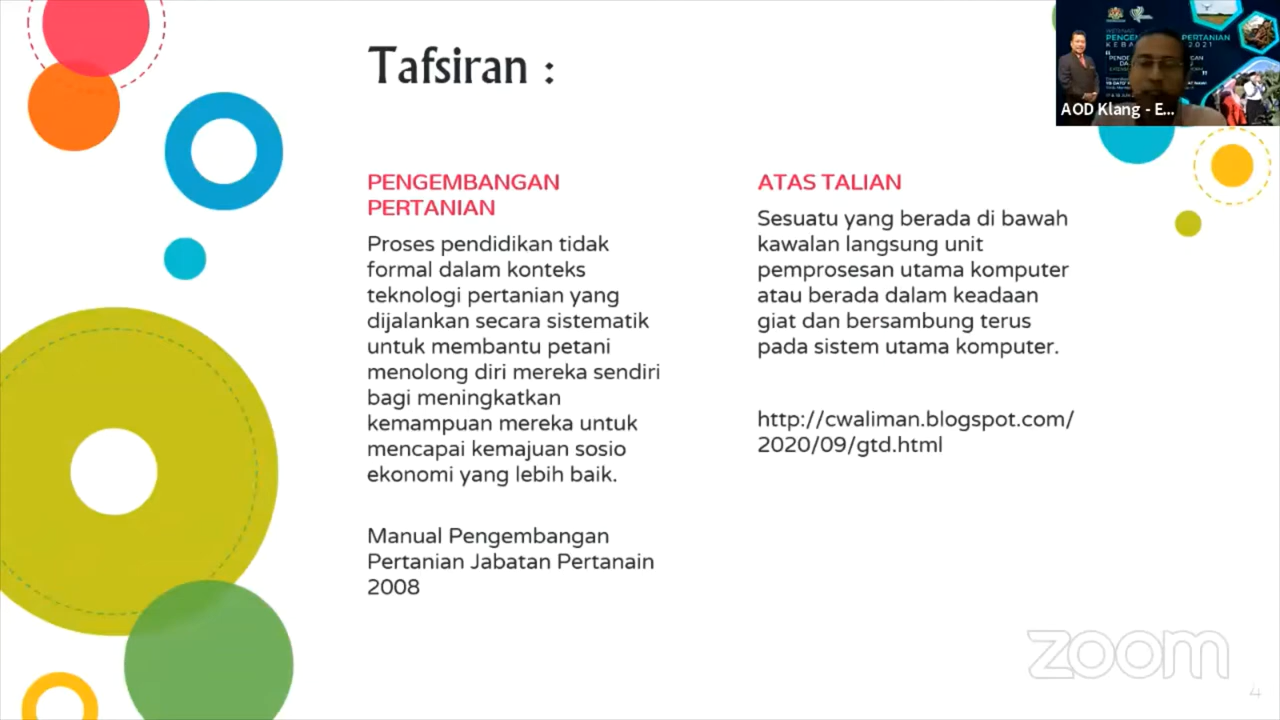 Tafsiran :
PENGEMBANGAN
PERTANIAN
Proses pendidikan tidak
formal dalam konteks
teknologi pertanian yang
dijalankan secara sistematik
untuk membantu petani
menolong diri mereka sendiri
bagi meningkatkan
kemampuan mereka untuk
mencapai kemajuan sosio
ekonomi yang lebih baik.
Manual Pengembangan
Pertanian Jabatan Pertanain
2008
ATAS TALIAN
Sesuatu yang berada di bawah
kawalan langsung unit
pemprosesan utama komputer
atau berada dalam keadaan
giat dan bersambung terus
pada sistem utama komputer.
http://cwaliman.blogspot.com/
2020/09/gtd.html
PERTANIAN
2021
AOD Klang - E...
zoom
4